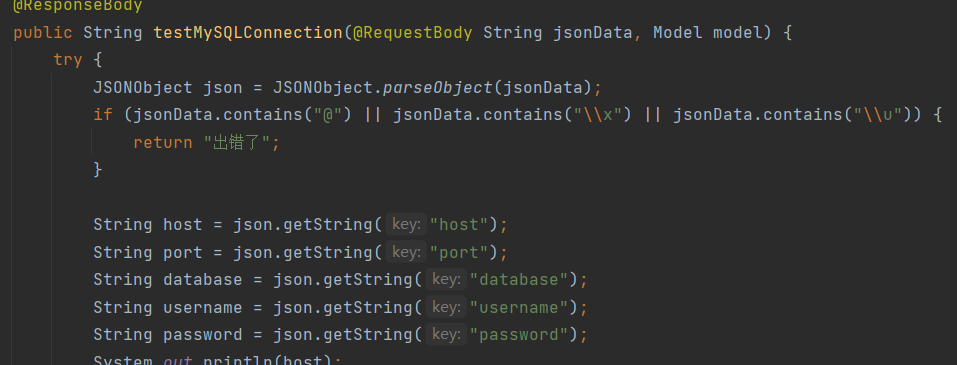 @ResponseBody
public String testMySQLConnection(@RequestBody String jsonData, Model model) {
try {
JSONObject json = JSONObject.parseObject(jsonData);
if (jsonData.contains("@") || jsonData.contains("\\x") || jsonData.contains("\\u")) {
return "出错了";
}
String host = json.getString( key: "host");
String port = json.getString( key: "port");
String database = json.getString( key: "database");
String username = json.getString( key: "username");
String password = json.getString( key: "password");
System.out.println(host);